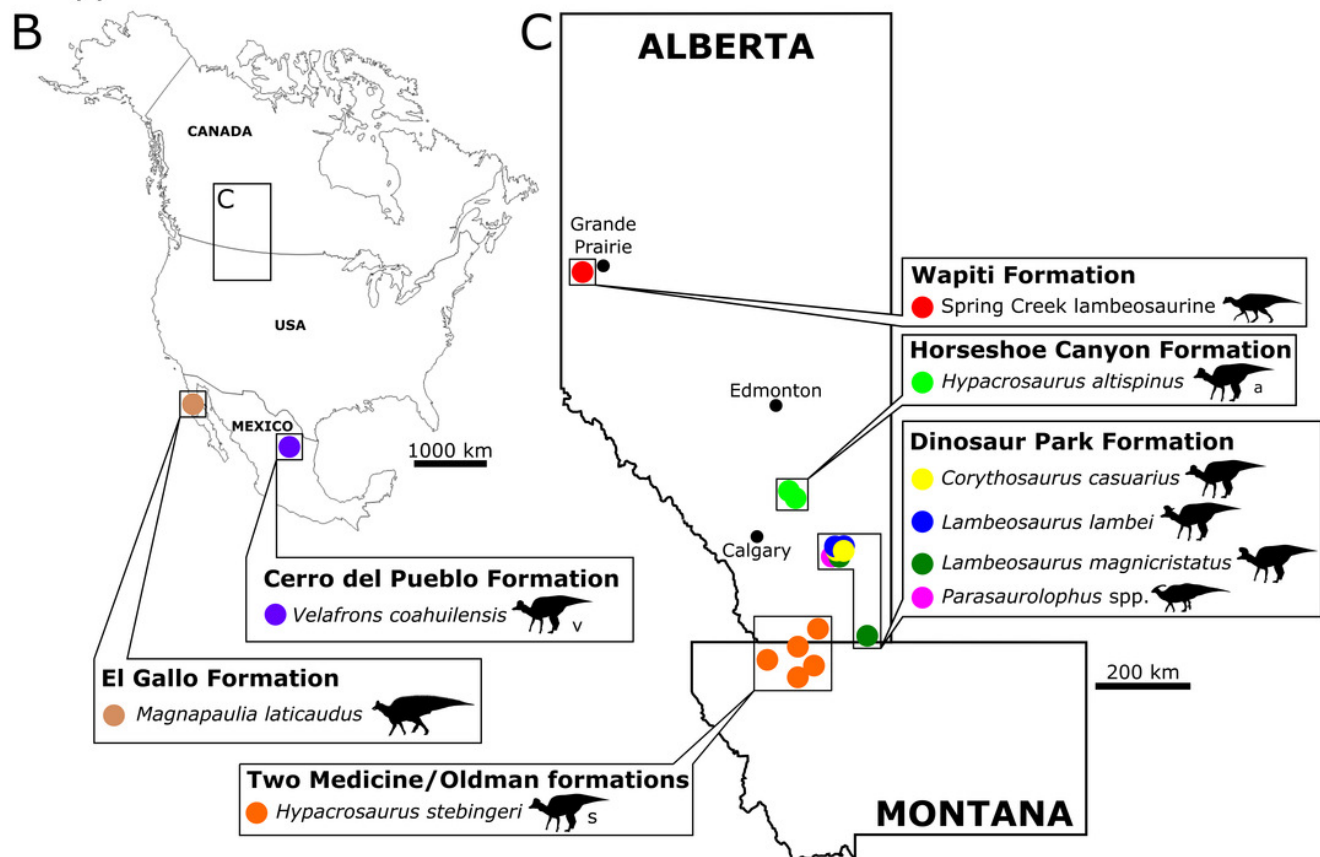 B
CANADA
C
USA
MEXICO
1000 km
Cerro del Pueblo Formation
Velafrons coahuilensis
v
El Gallo Formation
Magnapaulia laticaudus
Two Medicine/Oldman formations
Hypacrosaurus stebingeri
s
C
ALBERTA
Grande
Prairie
Edmonton
Calgary
Wapiti Formation
Spring Creek lambeosaurine
Horseshoe Canyon Formation
Hypacrosaurus altispinus
a
Dinosaur Park Formation
Corythosaurus casuarius
Lambeosaurus lambei
Lambeosaurus magnicristatus
Parasaurolophus spp.
200 km
MONTANA